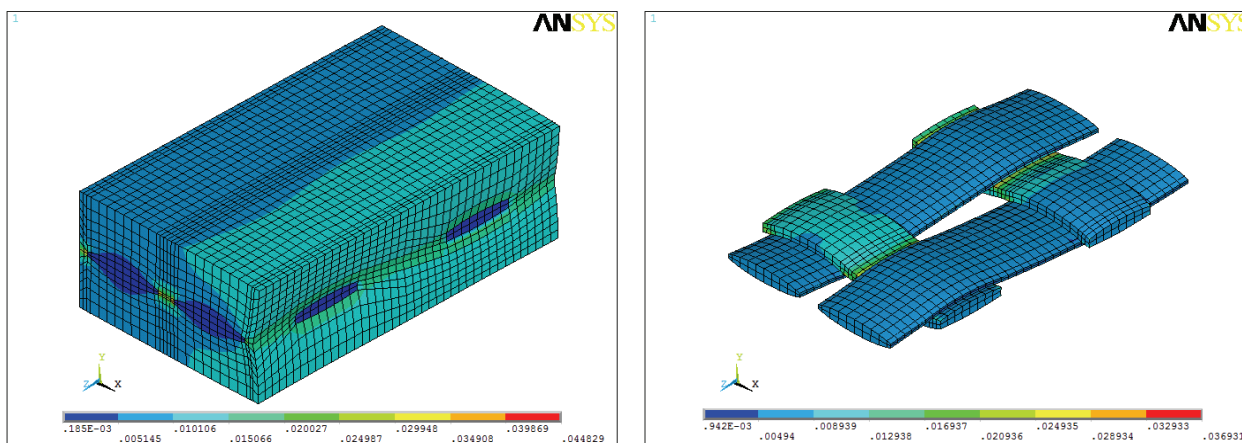 1
ANSYS
Y
Z X
.185E-03 .010106 .020027 .029948 .039869
.005145 .015066 .024987 .034908 .044829
1
ANSYS
Y
Z X
.942E-03 .008939 .016937 .024935 .032933
.00494 .012938 .020936 .028934 .036931